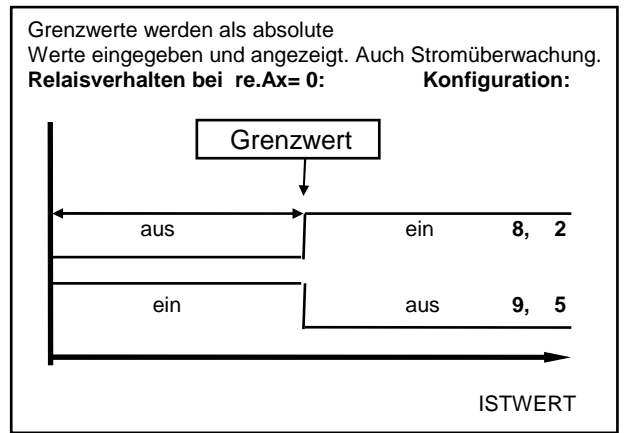 Grenzwerte werden als absolute
Werte eingegeben und angezeigt. Auch Stromüberwachung.
Relaisverhalten bei re.Ax= 0: Konfiguration:
Grenzwert
aus ein 8, 2
ein aus 9, 5
ISTWERT